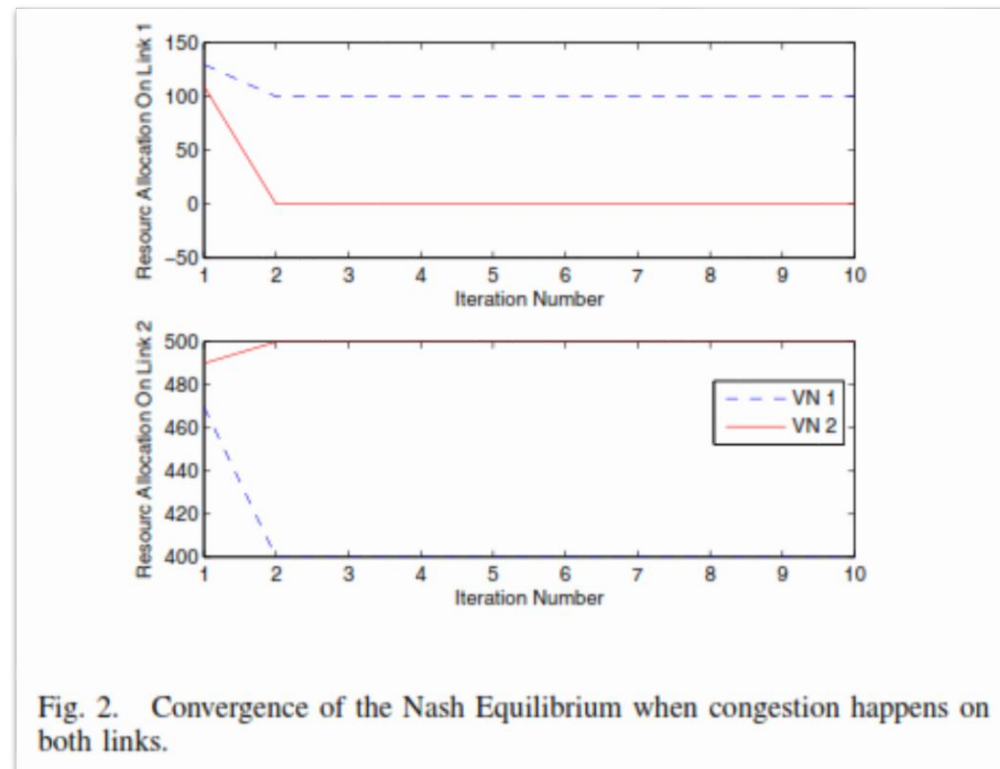 Resourc Allocation On Link 1
150
100
50
0
−50
1 2 3 4 5 6 7 8 9 10
Iteration Number
Resourc Allocation On Link 2
500
480
460
440
420
400
VN 1
VN 2
1 2 3 4 5 6 7 8 9 10
Iteration Number
Fig. 2. Convergence of the Nash Equilibrium when congestion happens on
both links.